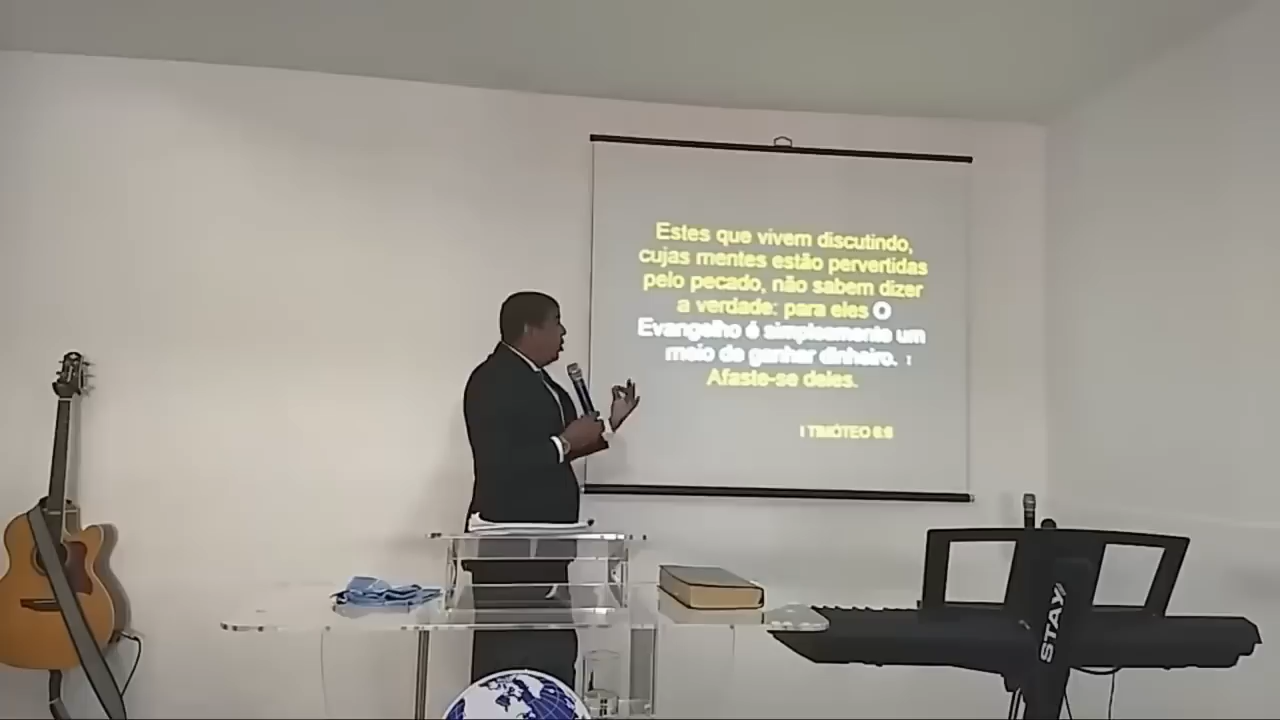 Estes que vivem discutindo,
cujas mentes estão pervertidas
pelo pecado, não sabem dizer
a verdade: para eles O
Evangelho é simplesmente um
meio de ganhar dinheiro.
Afaste-se deles.
I TIMÓTEO
STAY